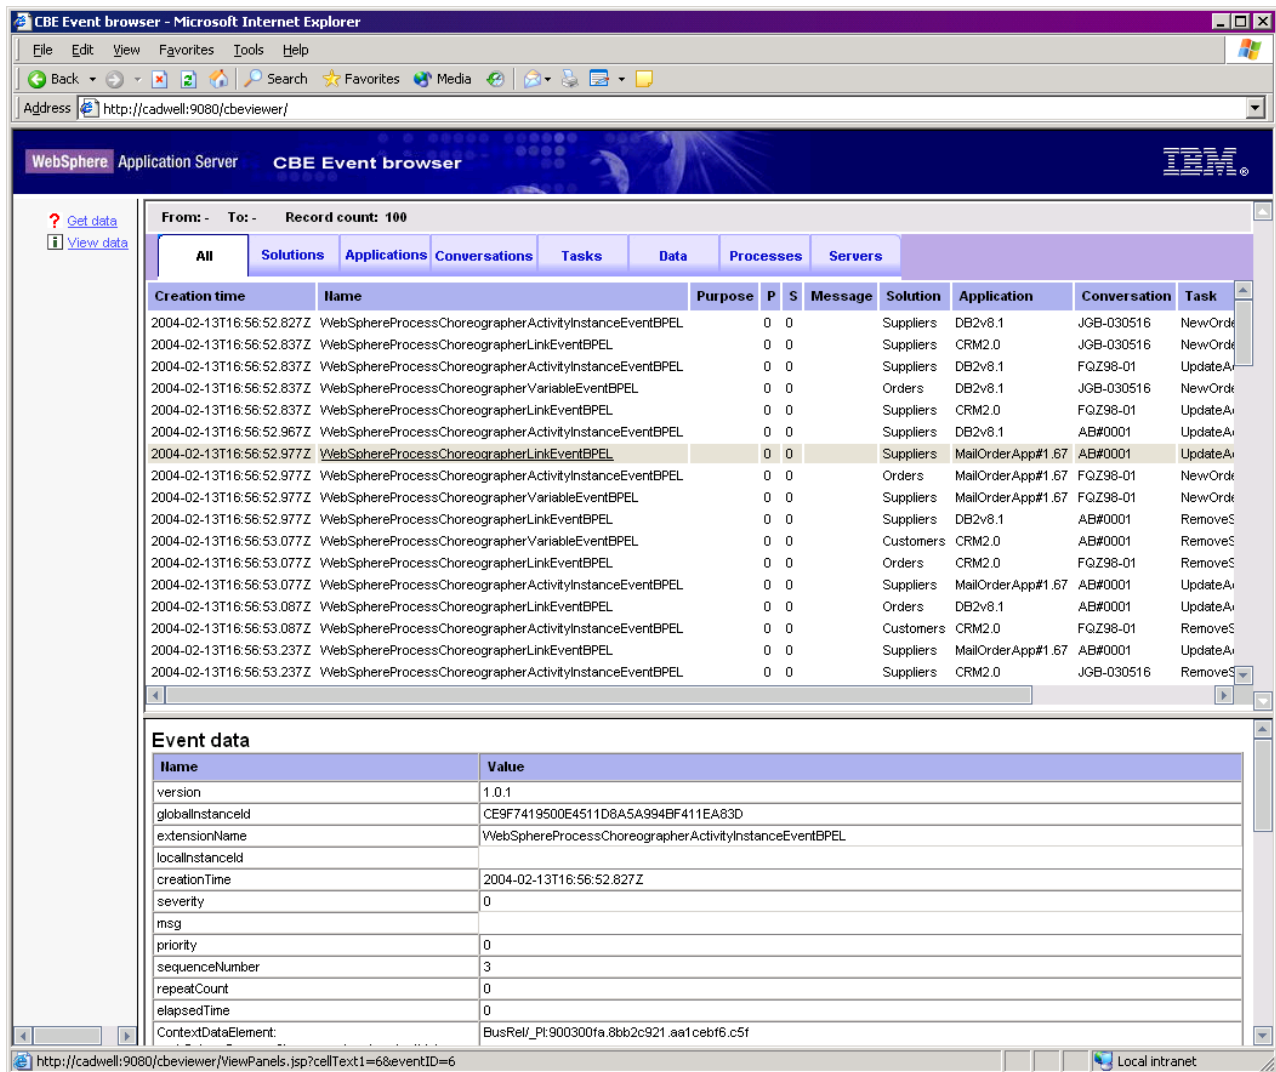 CBE Event browser - Microsoft Internet Explorer
File Edit View Favorites Tools Help
Back Search Favorites Media
Address http://cadwell:9080/cbeviewer/
WebSphere Application Server CBE Event browser IBM®
? Get data
i View data
From: - To: - Record count: 100
All Solutions Applications Conversations Tasks Data Processes Servers
Creation time Name Purpose P S Message Solution Application Conversation Task
2004-02-13T16:56:52.827Z WebSphereProcessChoreographerActivityInstanceEventBPEL 0 0 Suppliers DB2v8.1 JGB-030516 NewOrde
2004-02-13T16:56:52.837Z WebSphereProcessChoreographerLinkEventBPEL 0 0 Suppliers CRM2.0 JGB-030516 NewOrde
2004-02-13T16:56:52.837Z WebSphereProcessChoreographerActivityInstanceEventBPEL 0 0 Suppliers DB2v8.1 FQZ98-01 UpdateA
2004-02-13T16:56:52.837Z WebSphereProcessChoreographerVariableEventBPEL 0 0 Orders DB2v8.1 JGB-030516 NewOrde
2004-02-13T16:56:52.837Z WebSphereProcessChoreographerLinkEventBPEL 0 0 Suppliers CRM2.0 FQZ98-01 UpdateA
2004-02-13T16:56:52.967Z WebSphereProcessChoreographerActivityInstanceEventBPEL 0 0 Suppliers DB2v8.1 AB#0001 UpdateA
2004-02-13T16:56:52.977Z WebSphereProcessChoreographerLinkEventBPEL 0 0 Suppliers MailOrderApp#1.67 AB#0001 UpdateA
2004-02-13T16:56:52.977Z WebSphereProcessChoreographerActivityInstanceEventBPEL 0 0 Orders MailOrderApp#1.67 FQZ98-01 NewOrde
2004-02-13T16:56:52.977Z WebSphereProcessChoreographerVariableEventBPEL 0 0 Suppliers MailOrderApp#1.67 FQZ98-01 NewOrde
2004-02-13T16:56:52.977Z WebSphereProcessChoreographerLinkEventBPEL 0 0 Suppliers DB2v8.1 AB#0001 RemoveS
2004-02-13T16:56:53.077Z WebSphereProcessChoreographerVariableEventBPEL 0 0 Customers CRM2.0 AB#0001 RemoveS
2004-02-13T16:56:53.077Z WebSphereProcessChoreographerLinkEventBPEL 0 0 Orders CRM2.0 FQZ98-01 RemoveS
2004-02-13T16:56:53.077Z WebSphereProcessChoreographerActivityInstanceEventBPEL 0 0 Suppliers MailOrderApp#1.67 AB#0001 UpdateA
2004-02-13T16:56:53.087Z WebSphereProcessChoreographerLinkEventBPEL 0 0 Orders DB2v8.1 AB#0001 UpdateA
2004-02-13T16:56:53.087Z WebSphereProcessChoreographerActivityInstanceEventBPEL 0 0 Customers CRM2.0 FQZ98-01 RemoveS
2004-02-13T16:56:53.237Z WebSphereProcessChoreographerLinkEventBPEL 0 0 Suppliers MailOrderApp#1.67 AB#0001 UpdateA
2004-02-13T16:56:53.237Z WebSphereProcessChoreographerActivityInstanceEventBPEL 0 0 Suppliers CRM2.0 JGB-030516 RemoveS
Event data
Name Value
version 1.0.1
globalInstanceId CE9F7419500E4511D8A5A994BF411EA83D
extensionName WebSphereProcessChoreographerActivityInstanceEventBPEL
localInstanceId
creationTime 2004-02-13T16:56:52.827Z
severity 0
msg
priority 0
sequenceNumber 3
repeatCount 0
elapsedTime 0
ContextDataElement: BusRel/_PI:900300fa.8bb2c921.aa1cebf6.c5f
http://cadwell:9080/cbeviewer/ViewPanels.jsp?cellText1=6&eventID=6 Local intranet